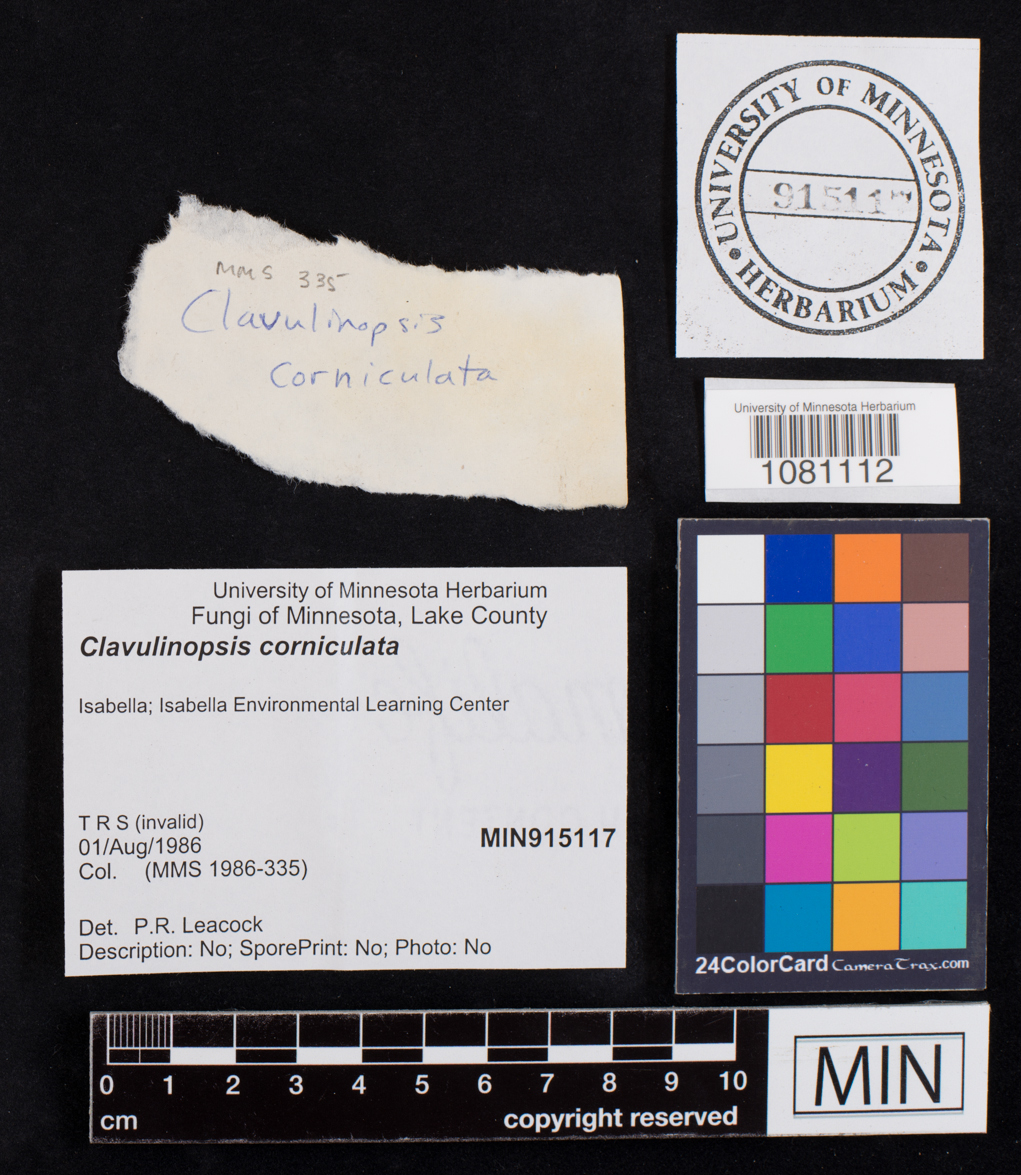 UNIVERSITY OF MINNESOTA
HERBARIUM
915117
MMS 335
Clavulinopsis
corniculata
University of Minnesota Herbarium
1081112
University of Minnesota Herbarium
Fungi of Minnesota, Lake County
Clavulinopsis corniculata
Isabella; Isabella Environmental Learning Center
T R S (invalid)
01/Aug/1986
MIN915117
Col. (MMS 1986-335)
Det. P.R. Leacock
Description: No; SporePrint: No; Photo: No
24ColorCard CameraTrax.com
0 1 2 3 4 5 6 7 8 9 10
cm copyright reserved
MIN